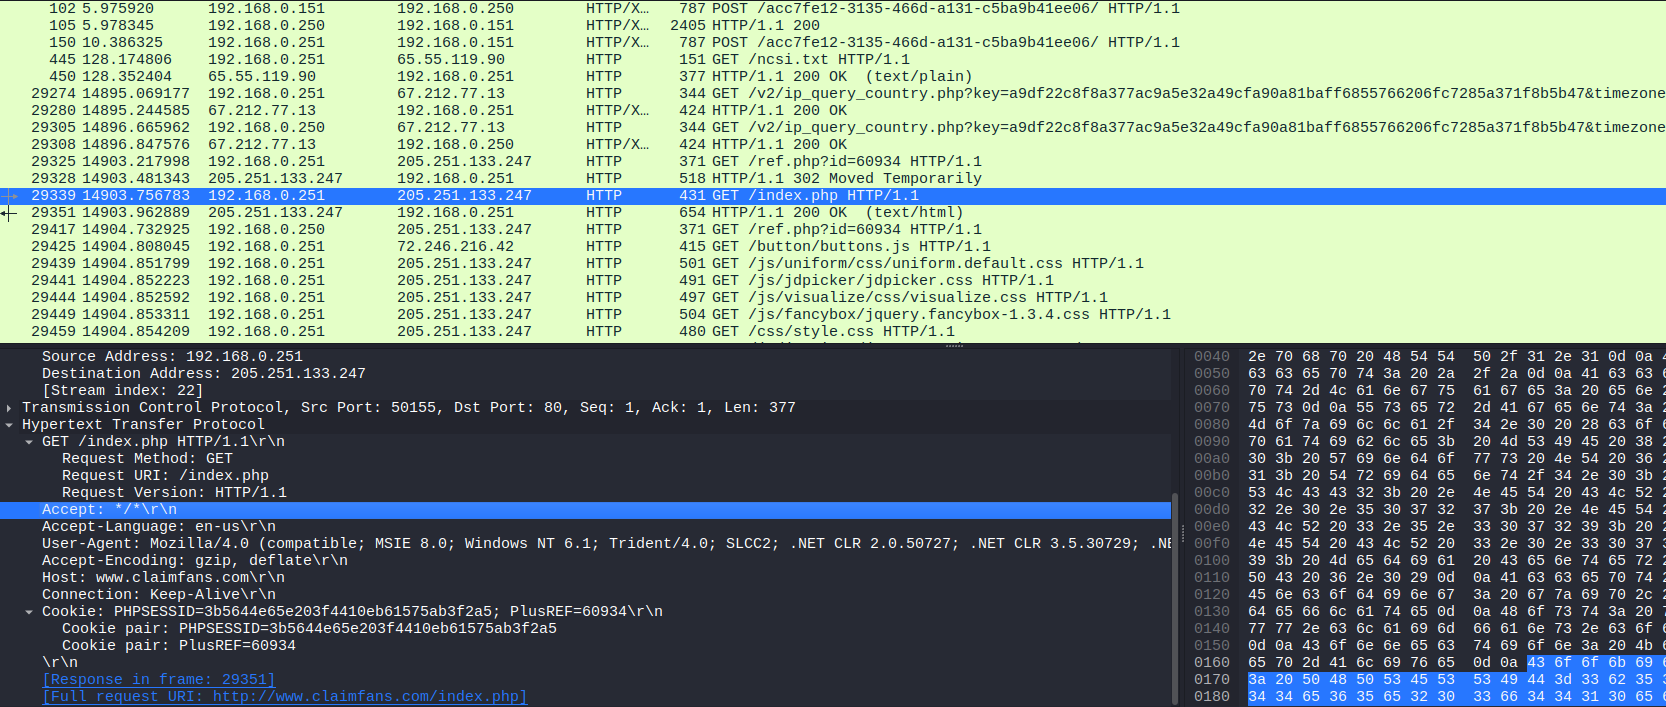 102 5.975920 192.168.0.151 192.168.0.250 HTTP/X… 787 POST /acc7fe12-3135-466d-a131-c5ba9b41ee06/ HTTP/1.1
105 5.978345 192.168.0.250 192.168.0.151 HTTP/X… 2405 HTTP/1.1 200
150 10.386325 192.168.0.251 192.168.0.151 HTTP/X… 787 POST /acc7fe12-3135-466d-a131-c5ba9b41ee06/ HTTP/1.1
445 128.174806 192.168.0.251 65.55.119.90 HTTP 151 GET /ncsi.txt HTTP/1.1
450 128.352404 65.55.119.90 192.168.0.251 HTTP 377 HTTP/1.1 200 OK (text/plain)
29274 14895.069177 192.168.0.251 67.212.77.13 HTTP 344 GET /v2/ip_query_country.php?key=a9df22c8f8a377ac9a5e32a49cfa90a81baff6855766206fc7285a371f8b5b47&timezone
29280 14895.244585 67.212.77.13 192.168.0.251 HTTP/X… 424 HTTP/1.1 200 OK
29305 14896.665962 192.168.0.250 67.212.77.13 HTTP 344 GET /v2/ip_query_country.php?key=a9df22c8f8a377ac9a5e32a49cfa90a81baff6855766206fc7285a371f8b5b47&timezone
29308 14896.847576 67.212.77.13 192.168.0.250 HTTP/X… 424 HTTP/1.1 200 OK
29325 14903.217998 192.168.0.251 205.251.133.247 HTTP 371 GET /ref.php?id=60934 HTTP/1.1
29328 14903.481343 205.251.133.247 192.168.0.251 HTTP 518 HTTP/1.1 302 Moved Temporarily
29339 14903.756783 192.168.0.251 205.251.133.247 HTTP 431 GET /index.php HTTP/1.1
29351 14903.962889 205.251.133.247 192.168.0.251 HTTP 654 HTTP/1.1 200 OK (text/html)
29417 14904.732925 192.168.0.250 205.251.133.247 HTTP 371 GET /ref.php?id=60934 HTTP/1.1
29425 14904.808045 192.168.0.251 72.246.216.42 HTTP 415 GET /button/buttons.js HTTP/1.1
29439 14904.851799 192.168.0.251 205.251.133.247 HTTP 501 GET /js/uniform/css/uniform.default.css HTTP/1.1
29441 14904.852223 192.168.0.251 205.251.133.247 HTTP 491 GET /js/jdpicker/jdpicker.css HTTP/1.1
29444 14904.852592 192.168.0.251 205.251.133.247 HTTP 497 GET /js/visualize/css/visualize.css HTTP/1.1
29449 14904.853311 192.168.0.251 205.251.133.247 HTTP 504 GET /js/fancybox/jquery.fancybox-1.3.4.css HTTP/1.1
29459 14904.854209 192.168.0.251 205.251.133.247 HTTP 480 GET /css/style.css HTTP/1.1
Source Address: 192.168.0.251
Destination Address: 205.251.133.247
[Stream index: 22]
Transmission Control Protocol, Src Port: 50155, Dst Port: 80, Seq: 1, Ack: 1, Len: 377
Hypertext Transfer Protocol
GET /index.php HTTP/1.1\r\n
Request Method: GET
Request URI: /index.php
Request Version: HTTP/1.1
Accept: */*\r\n
Accept-Language: en-us\r\n
User-Agent: Mozilla/4.0 (compatible; MSIE 8.0; Windows NT 6.1; Trident/4.0; SLCC2; .NET CLR 2.0.50727; .NET CLR 3.5.30729; .NE
Accept-Encoding: gzip, deflate\r\n
Host: www.claimfans.com\r\n
Connection: Keep-Alive\r\n
Cookie: PHPSESSID=3b5644e65e203f4410eb61575ab3f2a5; PlusREF=60934\r\n
Cookie pair: PHPSESSID=3b5644e65e203f4410eb61575ab3f2a5
Cookie pair: PlusREF=60934
\r\n
[Response in frame: 29351]
[Full request URI: http://www.claimfans.com/index.php]
0040 2e 70 68 70 20 48 54 54 50 2f 31 2e 31 0d 0a
0050 63 63 65 70 74 3a 20 2a 2f 2a 0d 0a 41 63 63
0060 70 74 2d 4c 61 6e 67 75 61 67 65 3a 20 65 6e
0070 75 73 0d 0a 55 73 65 72 2d 41 67 65 6e 74 3a
0080 4d 6f 7a 69 6c 6c 61 2f 34 2e 30 20 28 63 6f
0090 70 61 74 69 62 6c 65 3b 20 4d 53 49 45 20 38
00a0 30 3b 20 57 69 6e 64 6f 77 73 20 4e 54 20 36
00b0 31 3b 20 54 72 69 64 65 6e 74 2f 34 2e 30 3b
00c0 53 4c 43 43 32 3b 20 2e 4e 45 54 20 43 4c 52
00d0 32 2e 30 2e 35 30 37 32 37 3b 20 2e 4e 45 54
00e0 43 4c 52 20 33 2e 35 2e 33 30 37 32 39 3b 20
00f0 4e 45 54 20 43 4c 52 20 33 2e 30 2e 33 30 37
0100 39 3b 20 4d 65 64 69 61 20 43 65 6e 74 65 72
0110 50 43 20 36 2e 30 29 0d 0a 41 63 63 65 70 74
0120 45 6e 63 6f 64 69 6e 67 3a 20 67 7a 69 70 2c
0130 64 65 66 6c 61 74 65 0d 0a 48 6f 73 74 3a 20
0140 77 77 2e 63 6c 61 69 6d 66 61 6e 73 2e 63 6f
0150 0d 0a 43 6f 6e 6e 65 63 74 69 6f 6e 3a 20 4b
0160 65 70 2d 41 6c 69 76 65 0d 0a 43 6f 6f 6b 69
0170 3a 20 50 48 50 53 45 53 53 49 44 3d 33 62 35
0180 34 34 65 36 35 65 32 30 33 66 34 34 31 30 65